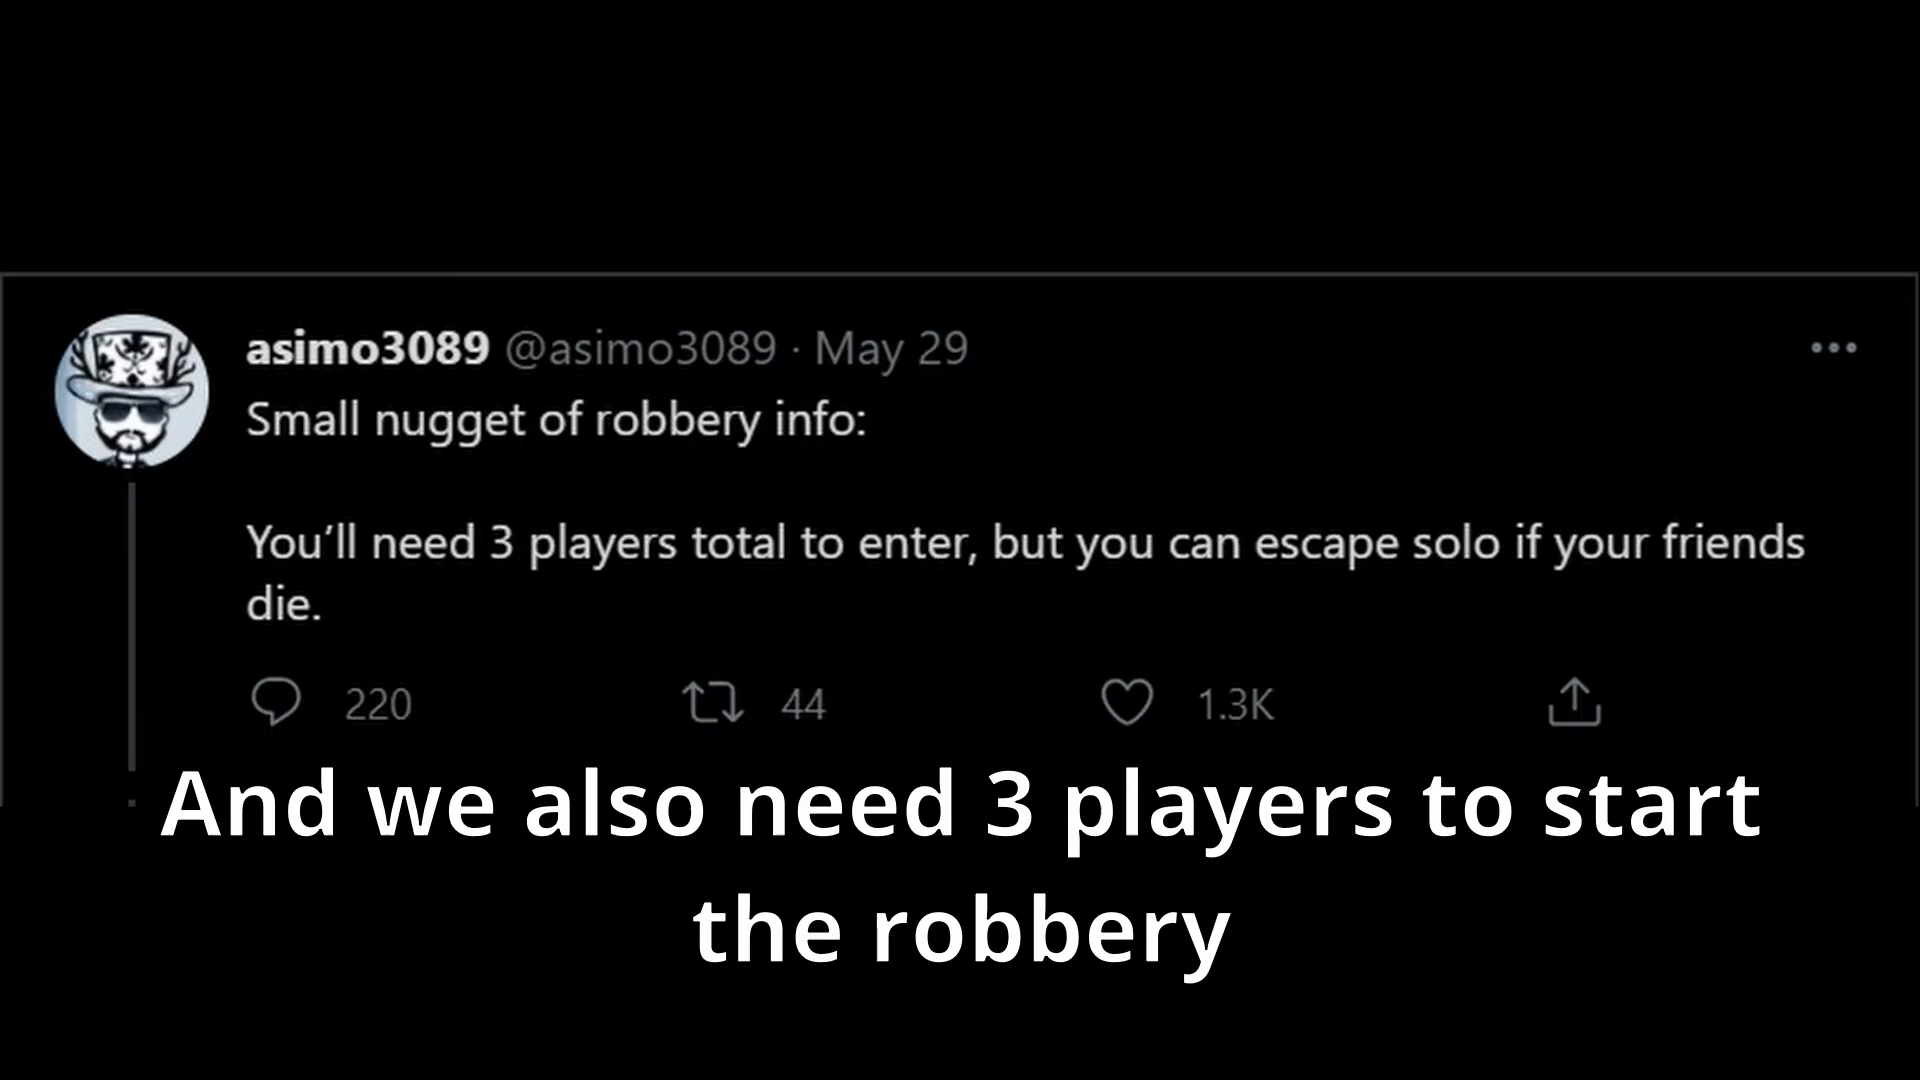 asimo3089 @asimo3089 · May 29
Small nugget of robbery info:
You’ll need 3 players total to enter, but you can escape solo if your friends
die.
220 44 1.3K
And we also need 3 players to start
the robbery